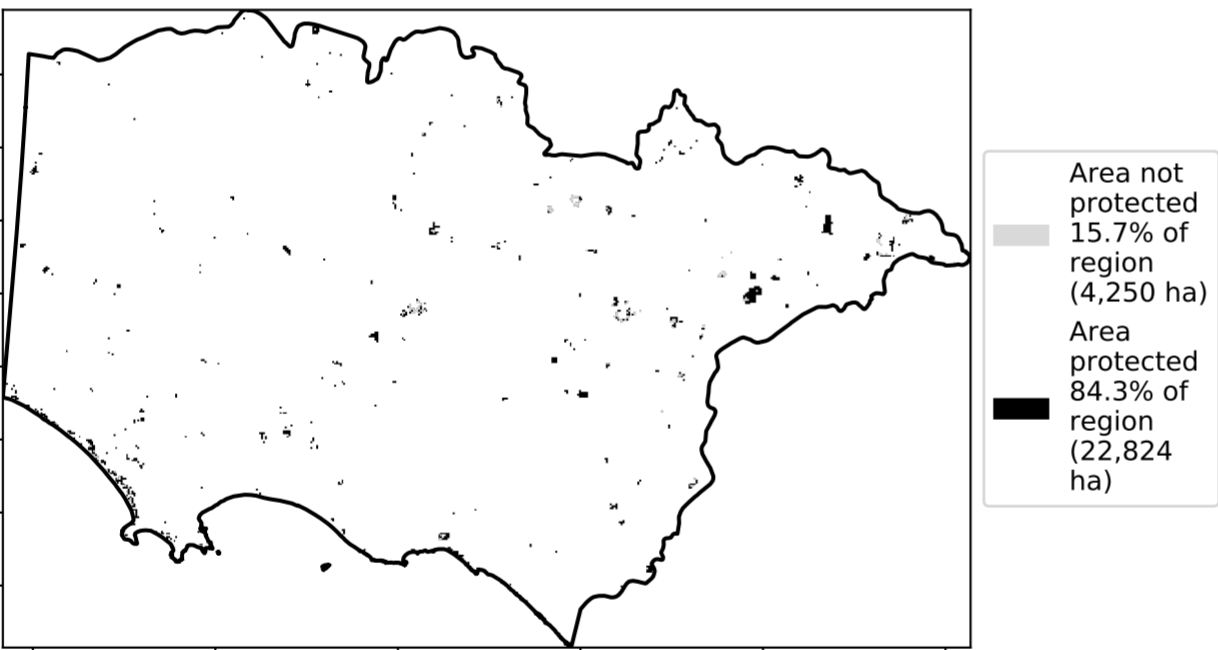 Area not
protected
15.7% of
region
(4,250 ha)
Area
protected
84.3% of
region
(22,824
ha)